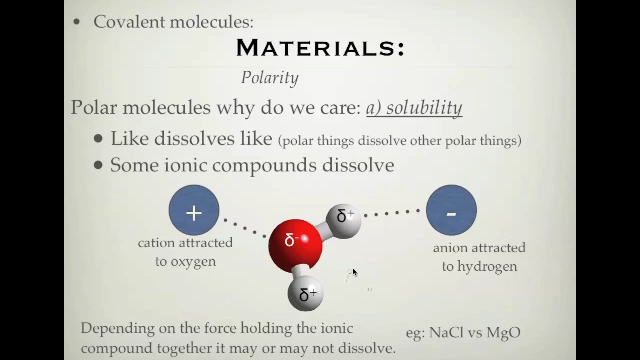 • Covalent molecules:
MATERIALS:
Polarity
Polar molecules why do we care: a) solubility
• Like dissolves like (polar things dissolve other polar things)
• Some ionic compounds dissolve
+
δ-
δ+
-
δ+
cation attracted
to oxygen
anion attracted
to hydrogen
Depending on the force holding the ionic
compound together it may or may not dissolve.
eg: NaCl vs MgO